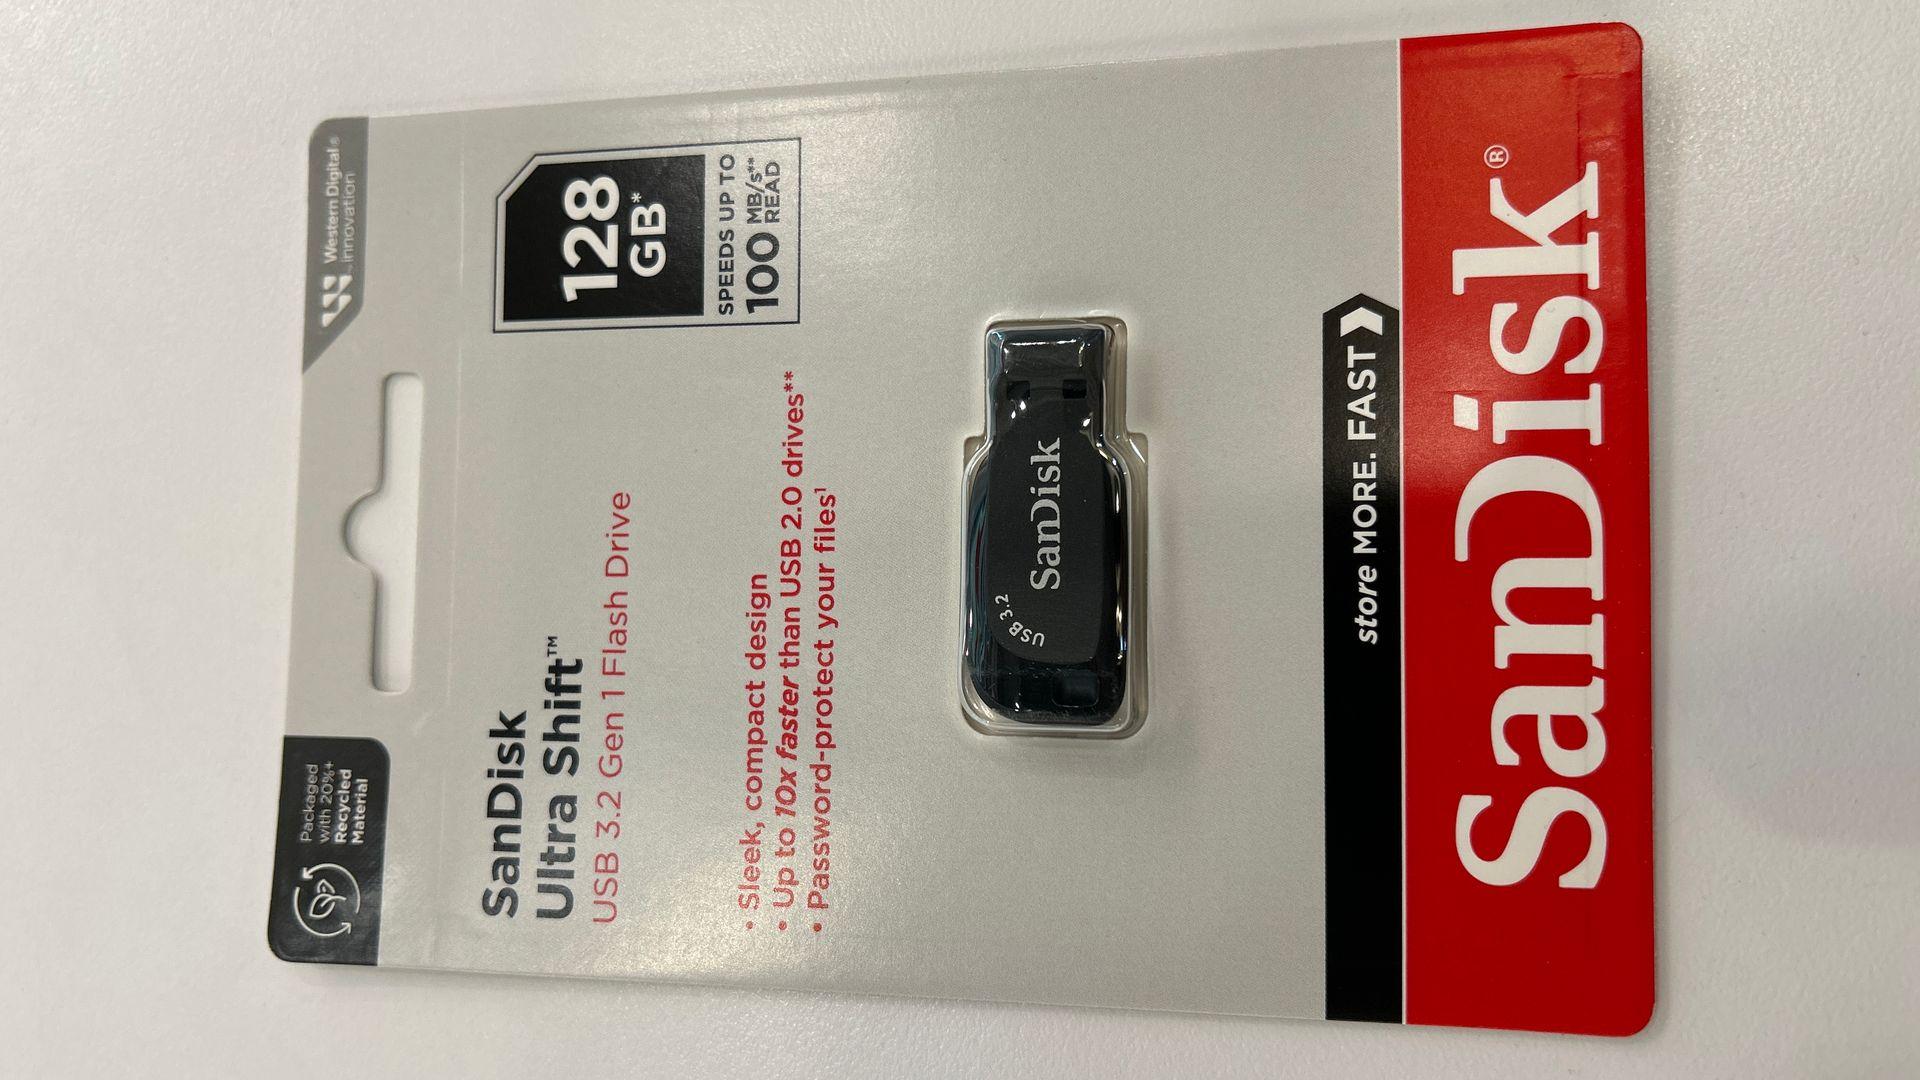 Packaged
with 20%+
Recycled
Material
Western Digital®
innovation™
SanDisk
Ultra Shift™
USB 3.2 Gen 1 Flash Drive
128
GB*
SPEEDS UP TO
100 MB/s**
READ
• Sleek, compact design
• Up to 10x faster than USB 2.0 drives**
• Password-protect your files¹
USB 3.2
SanDisk
store MORE. FAST
SanDisk®